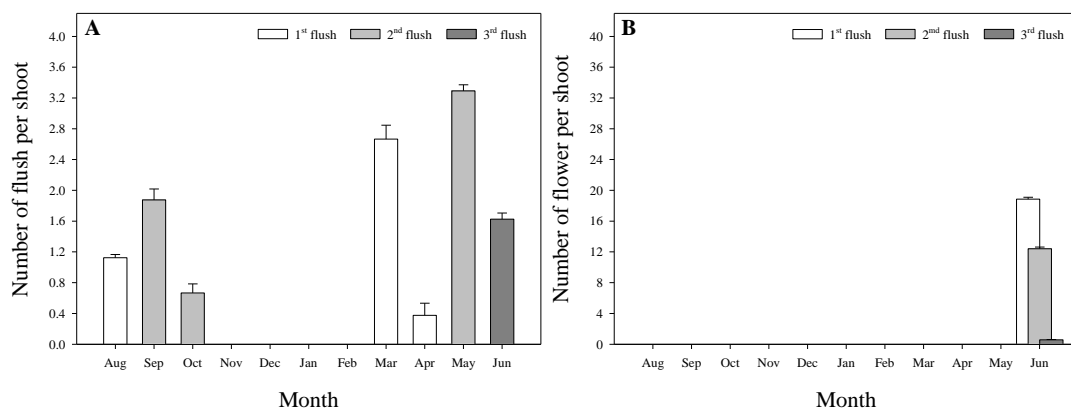 A
1st flush 2nd flush 3rd flush
4.0
3.6
3.2
2.8
2.4
2.0
1.6
1.2
0.8
0.4
0.0
Number of flush per shoot
Aug Sep Oct Nov Dec Jan Feb Mar Apr May Jun
Month
B
1st flush 2md flush 3rd flush
40
36
32
28
24
20
16
12
8
4
0
Number of flower per shoot
Aug Sep Oct Nov Dec Jan Feb Mar Apr May Jun
Month